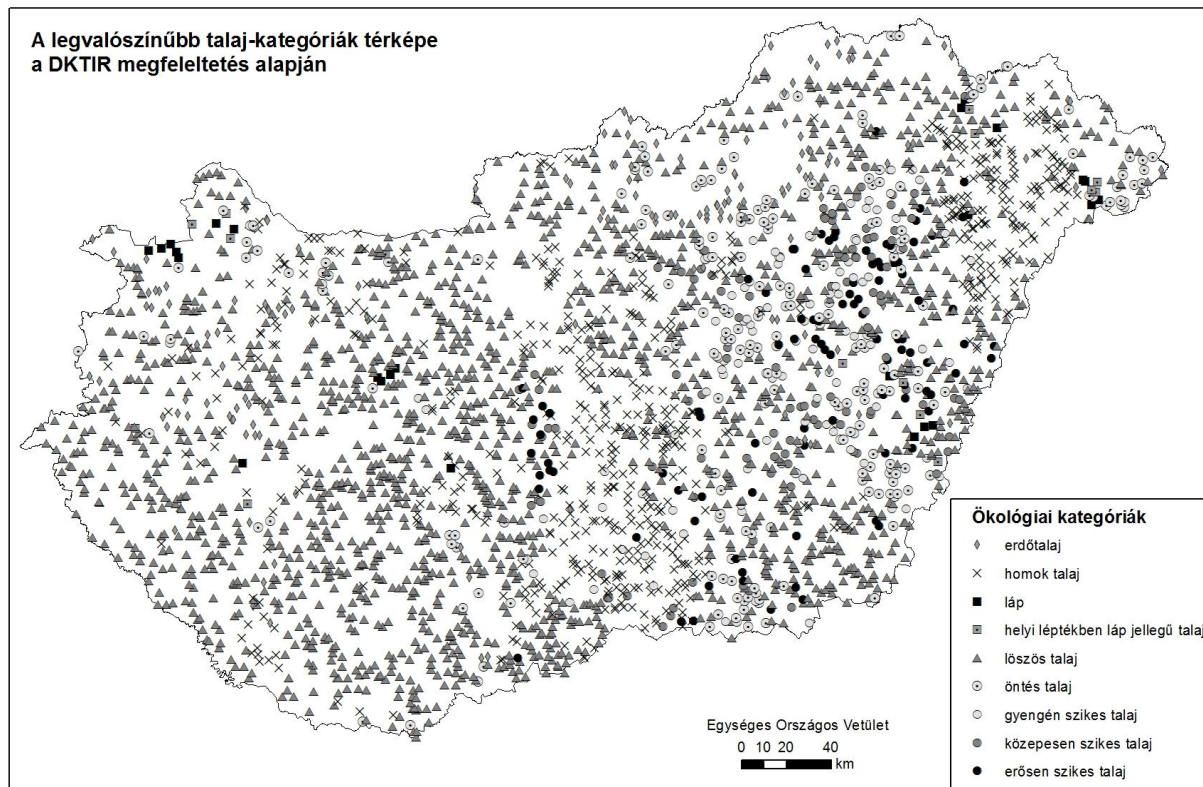 A legvalószínűbb talaj-kategóriák térképe
a DKTIR megfeleltetés alapján
Egységes Országos Vetület
0 10 20 40
km
Ökológiai kategóriák
erdőtalaj
homok talaj
láp
helyi léptékben láp jellegű talaj
löszös talaj
öntés talaj
gyengén szikes talaj
közepesen szikes talaj
erősen szikes talaj